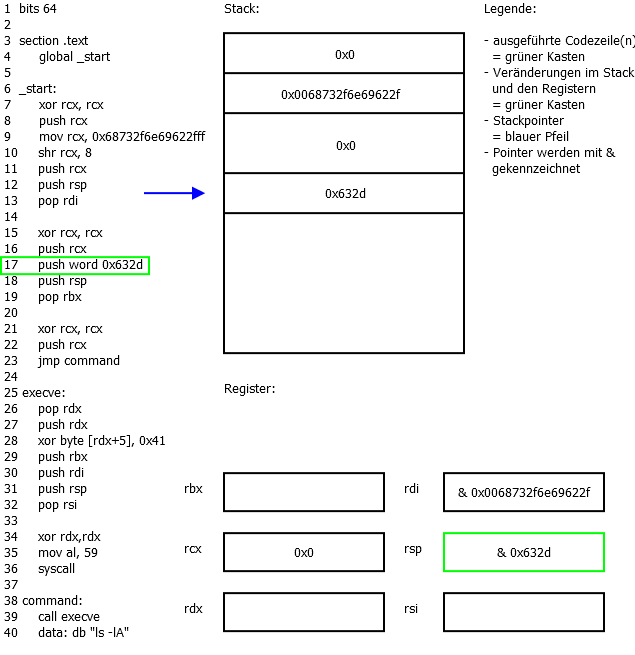 1 bits 64
2
3 section .text
4 global _start
5
6 _start:
7 xor rcx, rcx
8 push rcx
9 mov rcx, 0x68732f6e69622fff
10 shr rcx, 8
11 push rcx
12 push rsp
13 pop rdi
14
15 xor rcx, rcx
16 push rcx
17 push word 0x632d
18 push rsp
19 pop rbx
20
21 xor rcx, rcx
22 push rcx
23 jmp command
24
25 execve:
26 pop rdx
27 push rdx
28 xor byte [rdx+5], 0x41
29 push rbx
30 push rdi
31 push rsp
32 pop rsi
33
34 xor rdx,rdx
35 mov al, 59
36 syscall
37
38 command:
39 call execve
40 data: db "ls -lA"
Stack:
0x0
0x0068732f6e69622f
0x0
0x632d
Legende:
- ausgeführte Codezeile(n)
= grüner Kasten
- Veränderungen im Stack
und den Registern
= grüner Kasten
- Stackpointer
= blauer Pfeil
- Pointer werden mit &
gekennzeichnet
Register:
rbx
rdi & 0x0068732f6e69622f
rcx 0x0
rsp & 0x632d
rdx
rsi